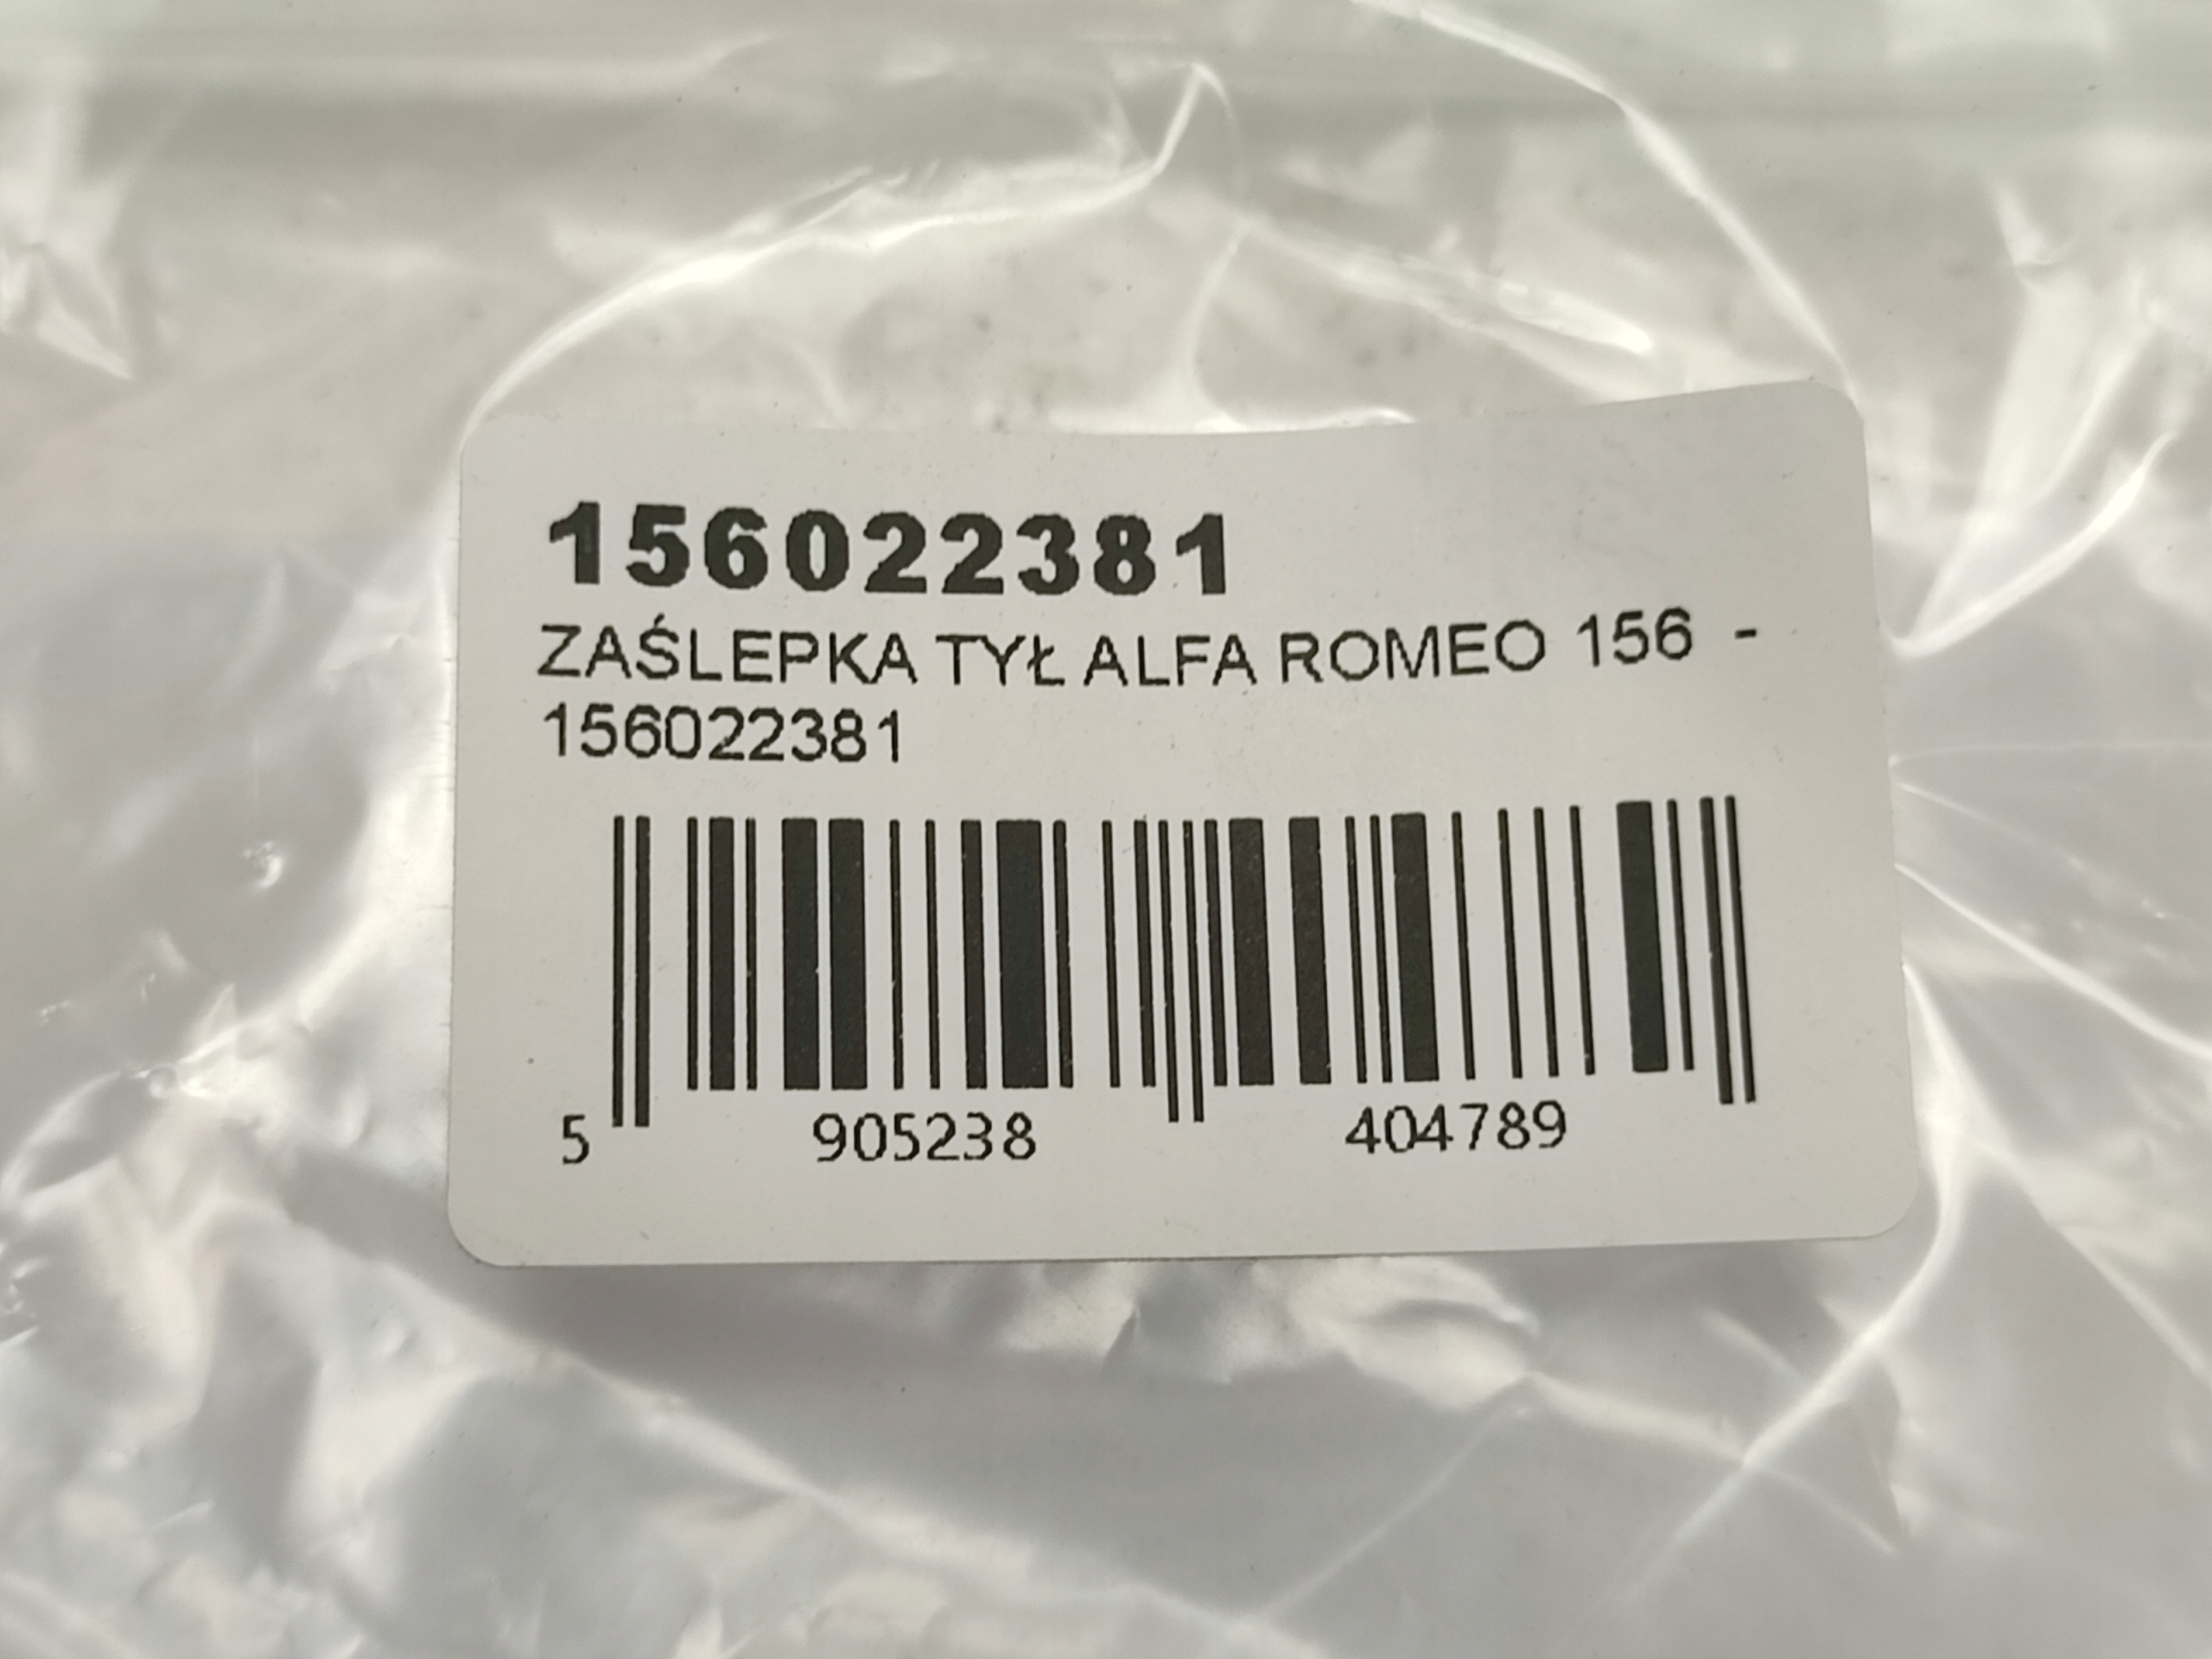 156022381
ZAŚLEPKA TYŁ ALFA ROMEO 156 -
156022381
5 905238 404789